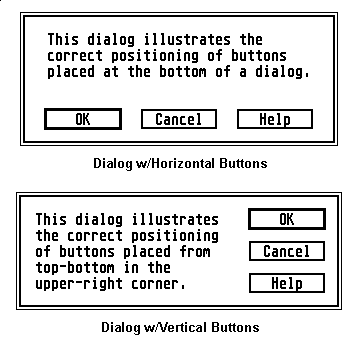 This dialog illustrates the
correct positioning of buttons
placed at the bottom of a dialog.
OK Cancel Help
Dialog w/Horizontal Buttons
This dialog illustrates
the correct positioning
of buttons placed from
top-bottom in the
upper-right corner.
OK
Cancel
Help
Dialog w/Vertical Buttons